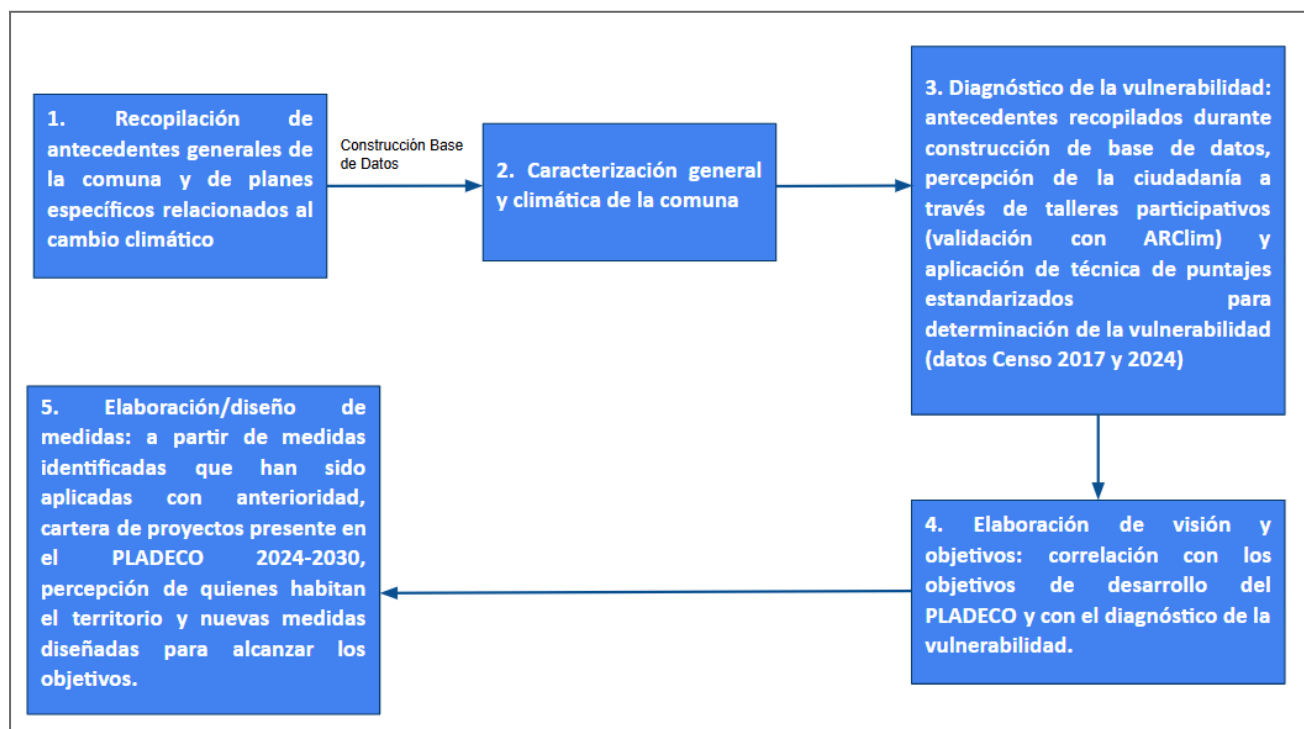 1. Recopilación de
antecedentes generales de
la comuna y de planes
específicos relacionados al
cambio climático
Construcción Base
de Datos
2. Caracterización general
y climática de la comuna
3. Diagnóstico de la vulnerabilidad:
antecedentes recopilados durante
construcción de base de datos,
percepción de la ciudadanía a
través de talleres participativos
(validación con ARClim) y
aplicación de técnica de puntajes
estandarizados para
determinación de la vulnerabilidad
(datos Censo 2017 y 2024)
4. Elaboración de visión y
objetivos: correlación con los
objetivos de desarrollo del
PLADECO y con el diagnóstico de la
vulnerabilidad.
5. Elaboración/diseño de
medidas: a partir de medidas
identificadas que han sido
aplicadas con anterioridad,
cartera de proyectos presente en
el PLADECO 2024-2030,
percepción de quienes habitan
el territorio y nuevas medidas
diseñadas para alcanzar los
objetivos.